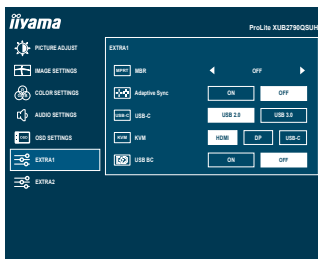 iiyama
ProLite XUB2790QSUH
PICTURE ADJUST
IMAGE SETTINGS
COLOR SETTINGS
AUDIO SETTINGS
OSD OSD SETTINGS
EXTRA1
EXTRA2
EXTRA1
MPRT MBR OFF
Adaptive Sync ON OFF
USB-C USB-C USB 2.0 USB 3.0
KVM KVM HDMI DP USB-C
USB BC ON OFF